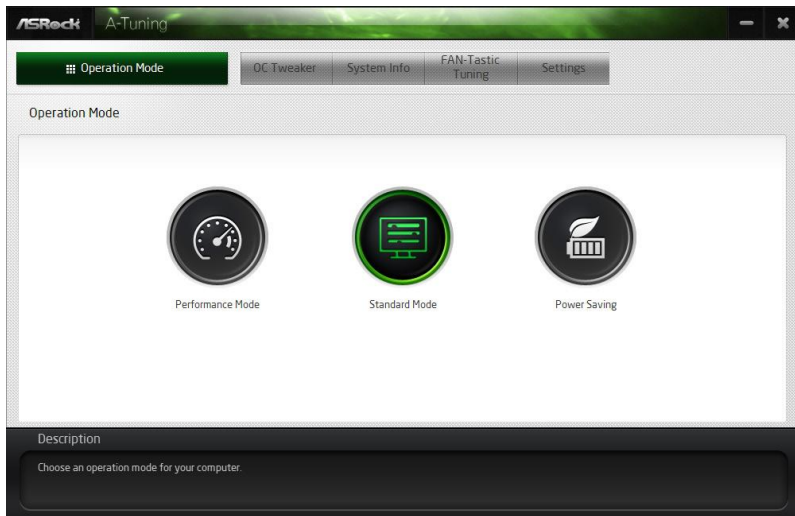 ASRock A-Tuning
Operation Mode
OC Tweaker
System Info
FAN-Tastic
Tuning
Settings
Operation Mode
Performance Mode
Standard Mode
Power Saving
Description
Choose an operation mode for your computer.